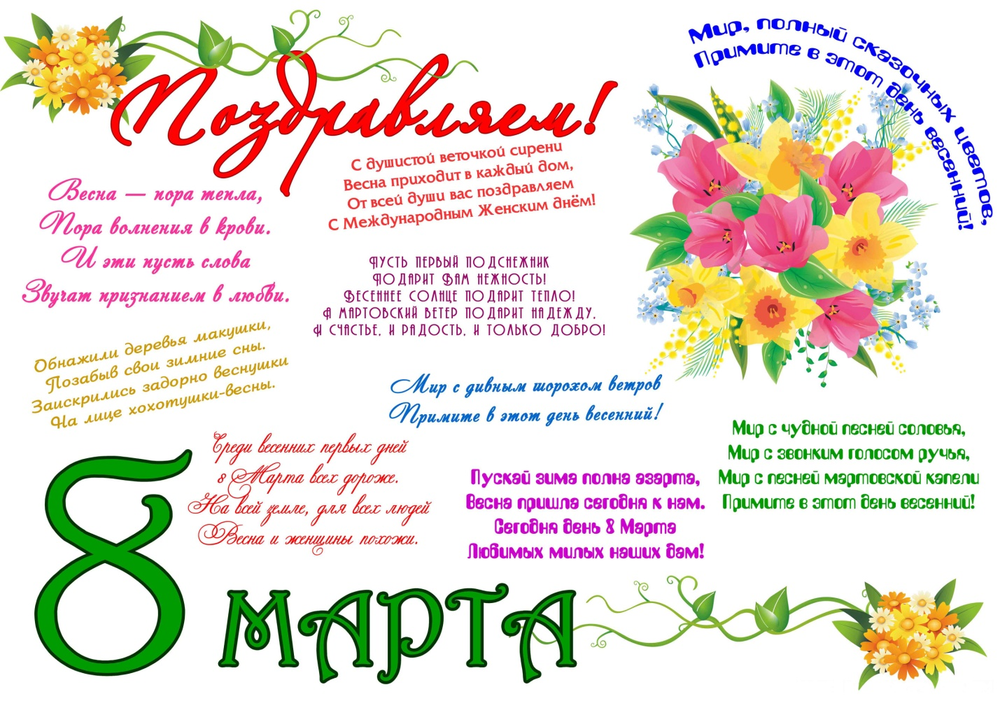 Поздравляем!
Мир, полный сказочных цветов,
Примите в этот день весенний!
С душистой веточкой сирени
Весна приходит в каждый дом,
От всей души вас поздравляем
С Международным Женским днём!
Весна — пора тепла,
Пора волнения в крови.
И эти пусть слова
Звучат признанием в любви.
Пусть первый подснежник
Подарит Вам нежность!
Весеннее солнце подарит тепло!
А мартовский ветер подарит надежду,
И счастье, и радость, и только добро!
Обнажили деревья макушки,
Позабыв свои зимние сны.
Заискрились задорно веснушки
На лице хохотушки-весны.
Мир с дивным шорохом ветров
Примите в этот день весенний!
Мир с чудной песней соловья,
Мир с звонким голосом ручья,
Мир с песней мартовской капели
Примите в этот день весенний!
Среди весенних первых дней
8 Марта всех дороже.
На всей земле, для всех людей
Весна и женщины похожи.
Пускай зима полна азарта,
Весна пришла сегодня к нам.
Сегодня день 8 Марта
Любимых милых наших дам!
8 МАРТА